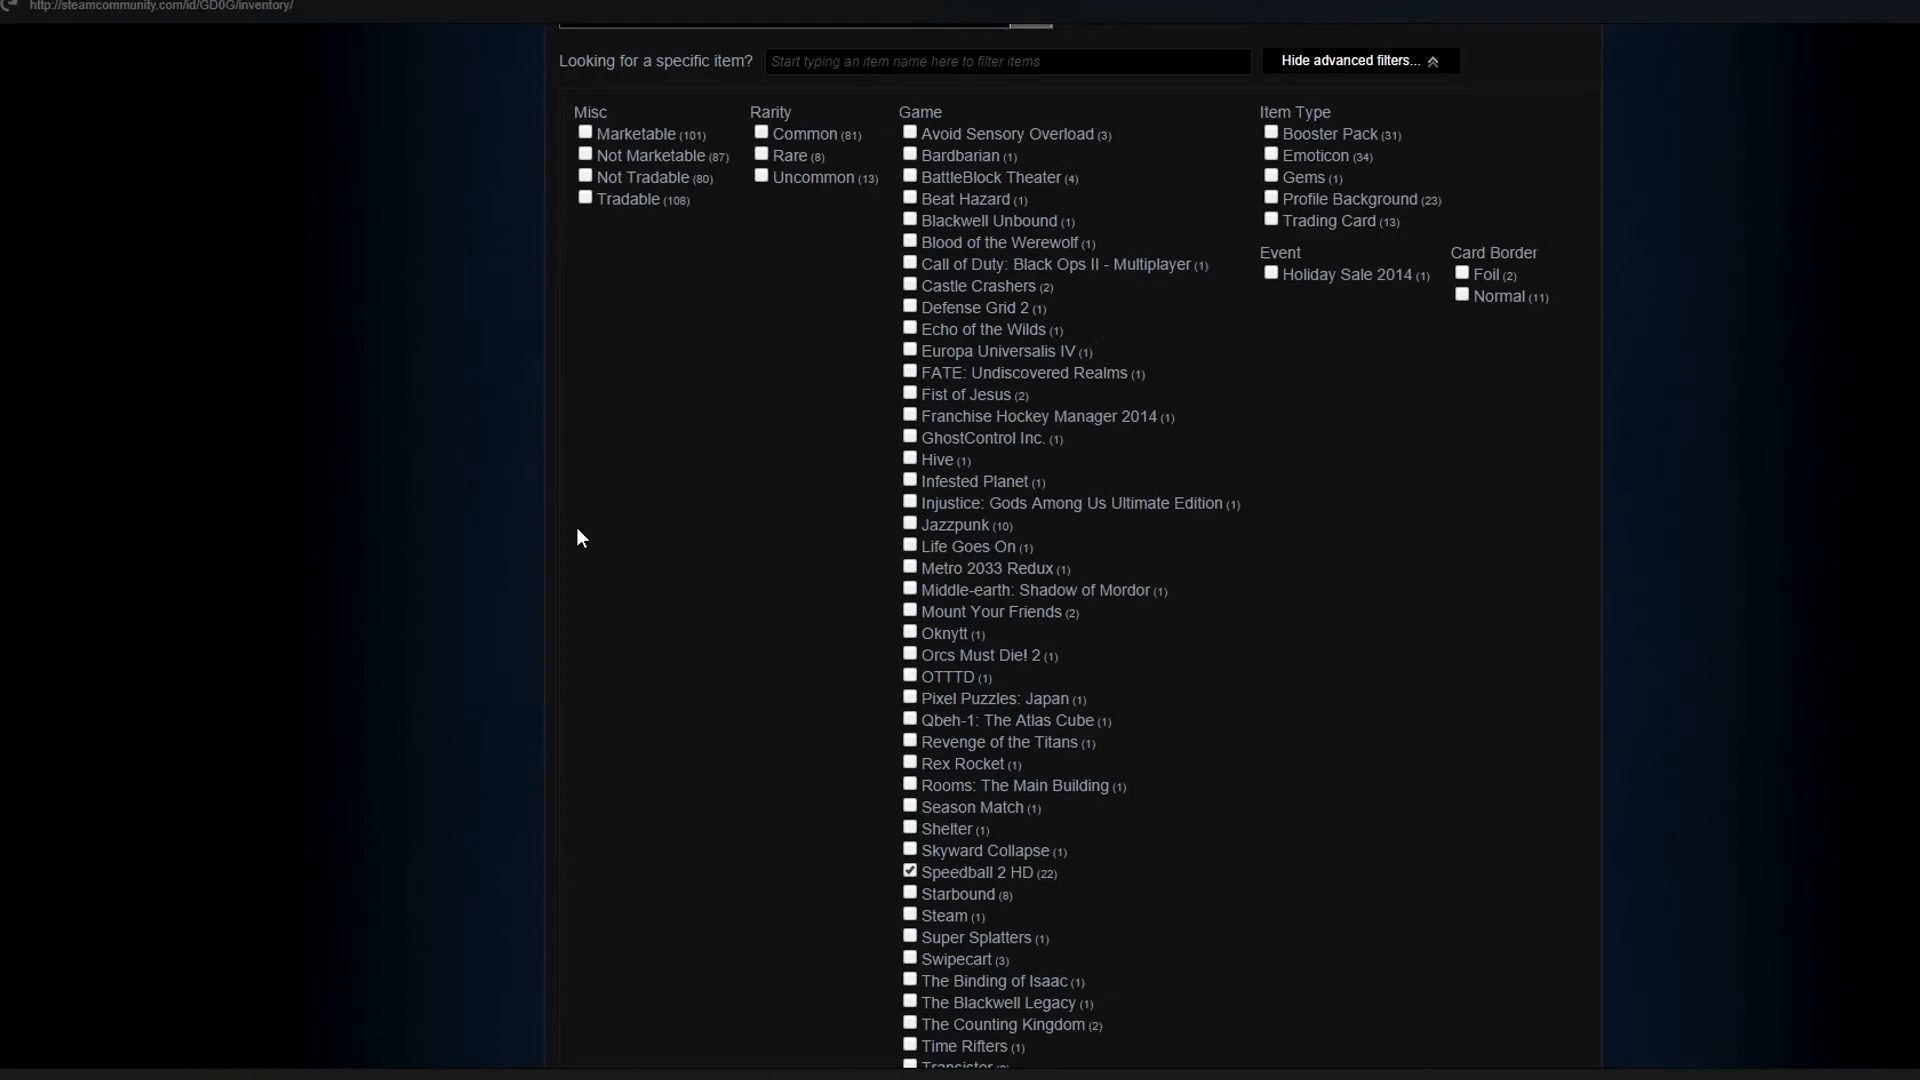 http://steamcommunity.com/id/GD0G/inventory/
Looking for a specific item? Start typing an item name here to filter items Hide advanced filters...
Misc
Marketable (101)
Not Marketable (87)
Not Tradable (80)
Tradable (108)
Rarity
Common (81)
Rare (8)
Uncommon (13)
Game
Avoid Sensory Overload (3)
Bardbarian (1)
BattleBlock Theater (4)
Beat Hazard (1)
Blackwell Unbound (1)
Blood of the Werewolf (1)
Call of Duty: Black Ops II - Multiplayer (1)
Castle Crashers (2)
Defense Grid 2 (1)
Echo of the Wilds (1)
Europa Universalis IV (1)
FATE: Undiscovered Realms (1)
Fist of Jesus (2)
Franchise Hockey Manager 2014 (1)
GhostControl Inc. (1)
Hive (1)
Infested Planet (1)
Injustice: Gods Among Us Ultimate Edition (1)
Jazzpunk (10)
Life Goes On (1)
Metro 2033 Redux (1)
Middle-earth: Shadow of Mordor (1)
Mount Your Friends (2)
Oknytt (1)
Orcs Must Die! 2 (1)
OTTTD (1)
Pixel Puzzles: Japan (1)
Qbeh-1: The Atlas Cube (1)
Revenge of the Titans (1)
Rex Rocket (1)
Rooms: The Main Building (1)
Season Match (1)
Shelter (1)
Skyward Collapse (1)
Speedball 2 HD (22)
Starbound (8)
Steam (1)
Super Splatters (1)
Swipecart (3)
The Binding of Isaac (1)
The Blackwell Legacy (1)
The Counting Kingdom (2)
Time Rifters (1)
Transistor
Item Type
Booster Pack (31)
Emoticon (34)
Gems (1)
Profile Background (23)
Trading Card (13)
Event
Holiday Sale 2014 (1)
Card Border
Foil (2)
Normal (11)